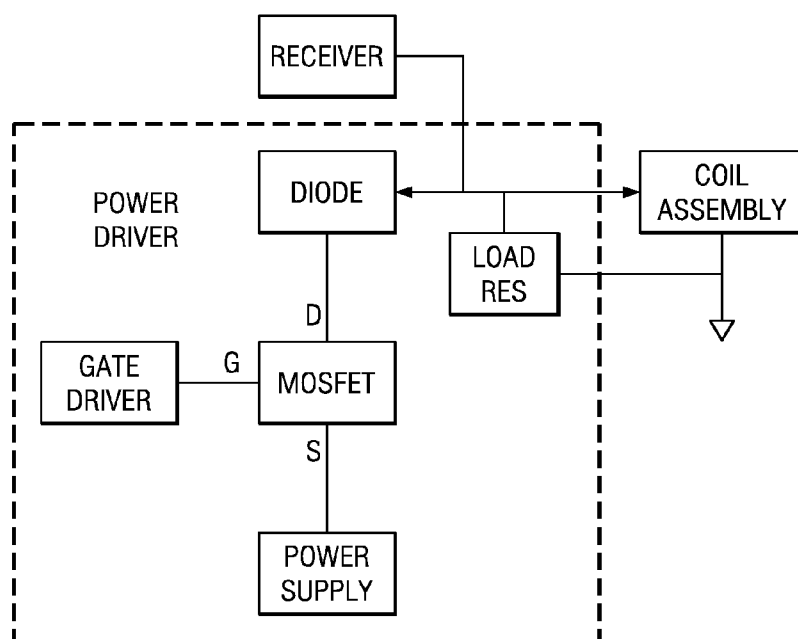 RECEIVER
POWER
DRIVER
DIODE
COIL
ASSEMBLY
LOAD
RES
D
GATE
DRIVER
G
MOSFET
S
POWER
SUPPLY